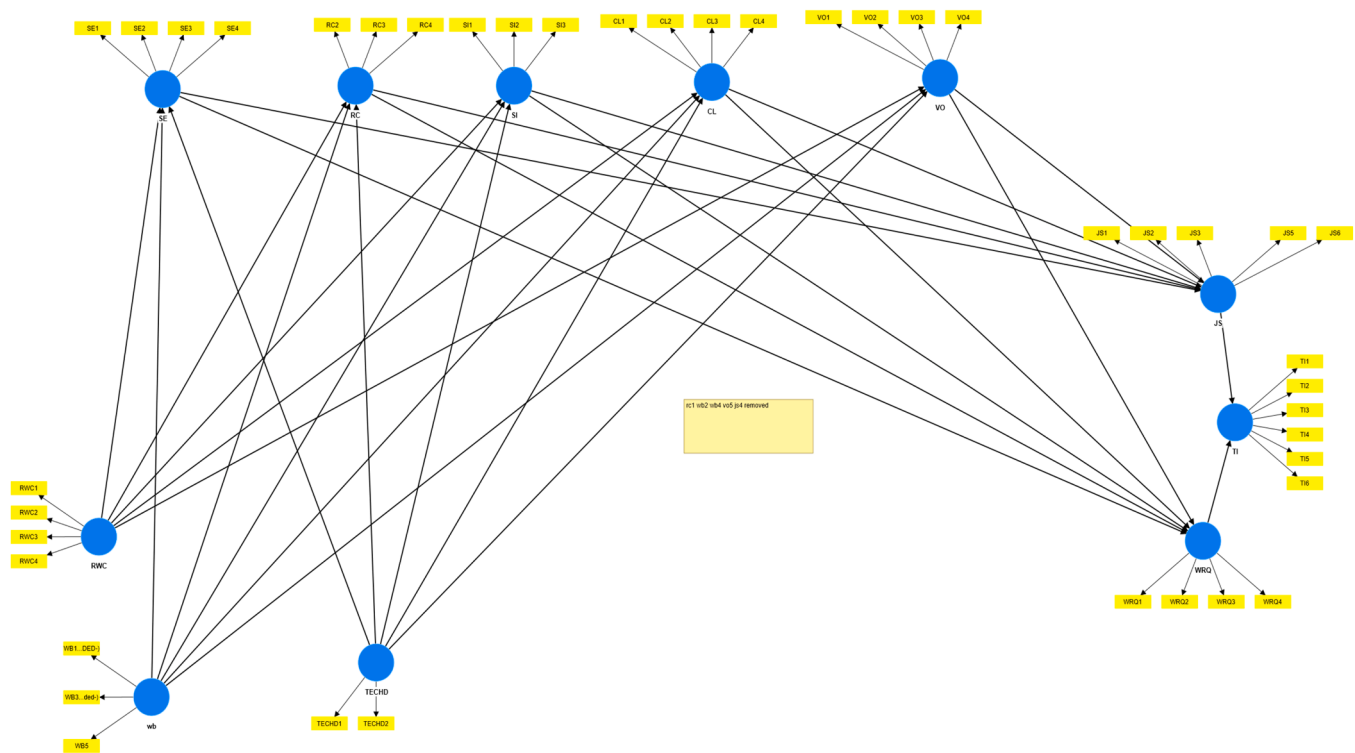 SE1 SE2 SE3 SE4
RC2 RC3 RC4
SI1 SI2 SI3
CL1 CL2 CL3 CL4
VO1 VO2 VO3 VO4
SE
RC
SI
CL
VO
JS1 JS2 JS3 JS5 JS6
JS
TI1
TI2
TI3
TI4
TI5
TI6
TI
rc1 wb2 wb4 vo5 js4 removed
RWC1
RWC2
RWC3
RWC4
RWC
WRQ
WRQ1 WRQ2 WRQ3 WRQ4
WB1...DED-)
WB3...ded-)
WB5
wb
TECHD
TECHD1 TECHD2